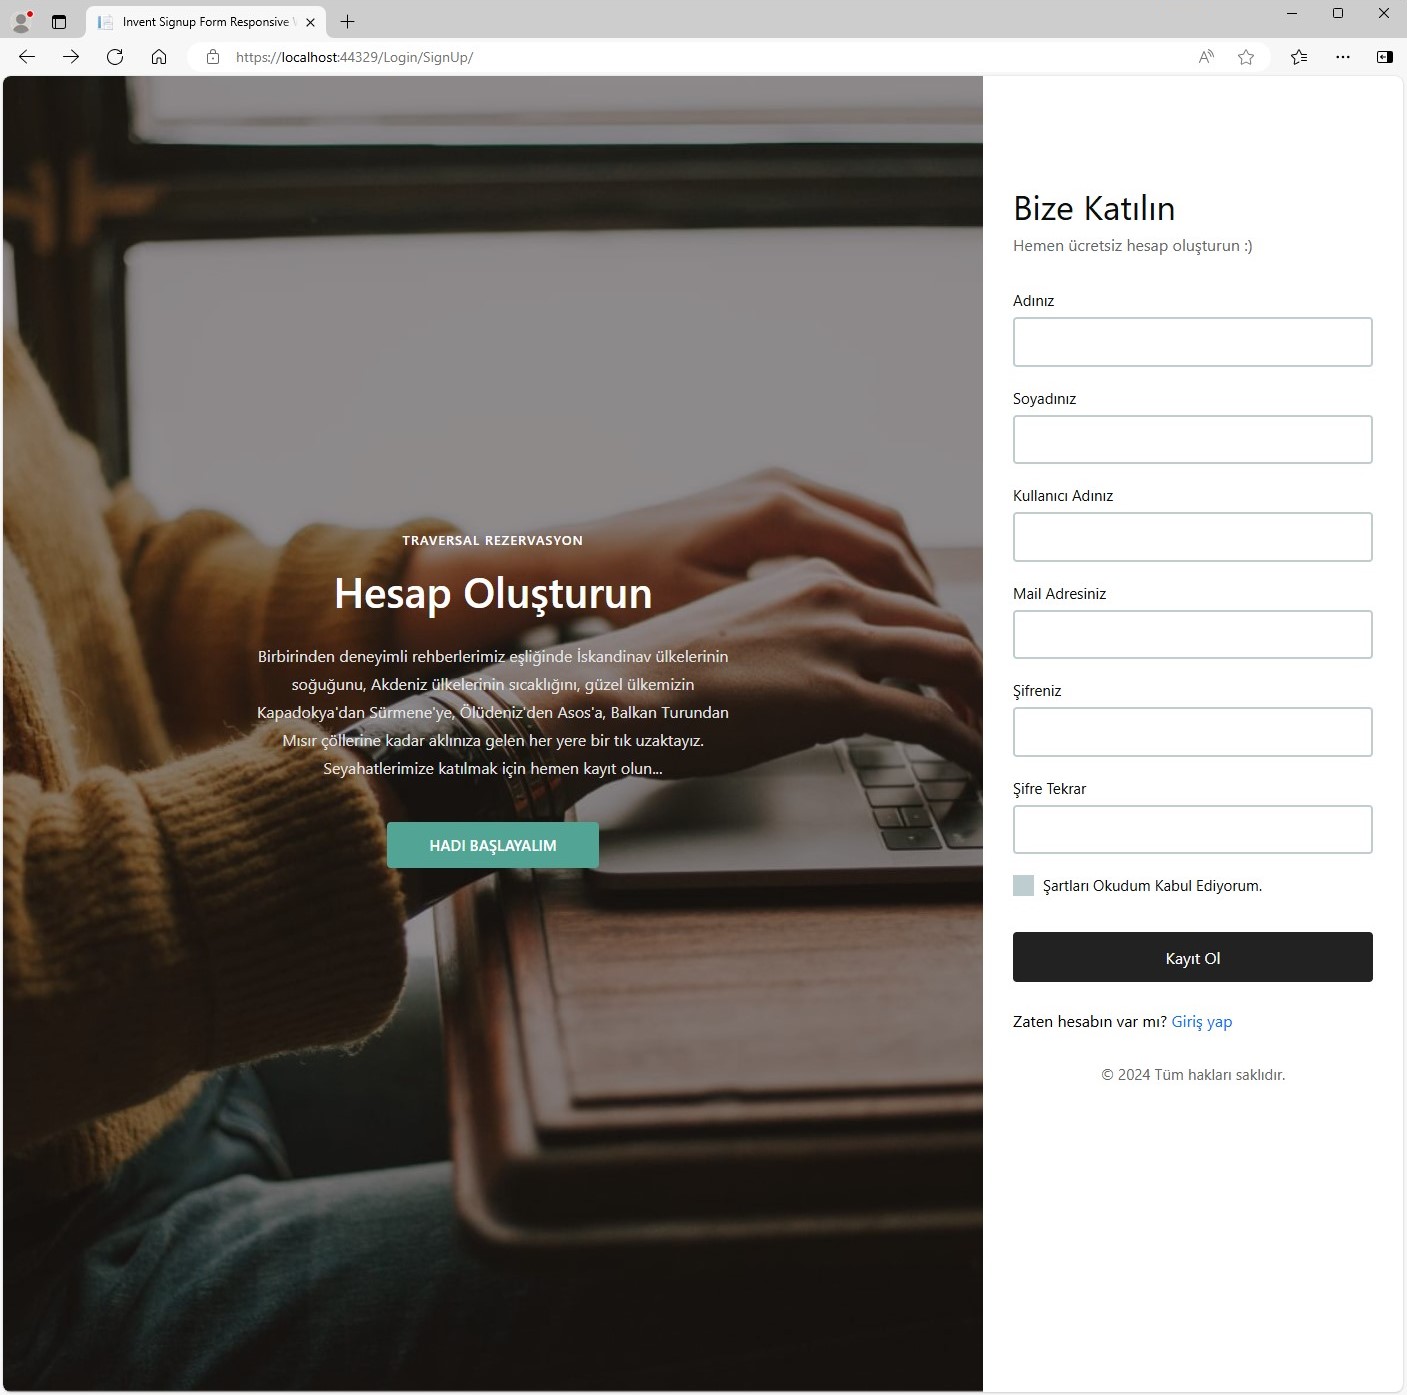 Invent Signup Form Responsive
https://localhost:44329/Login/SignUp/
TRAVERSAL REZERVASYON
Hesap Oluşturun
Birbirinden deneyimli rehberlerimiz eşliğinde İskandinav ülkelerinin
soğuğunu, Akdeniz ülkelerinin sıcaklığını, güzel ülkemizin
Kapadokya'dan Sürmene'ye, Ölüdeniz'den Asos'a, Balkan Turundan
Mısır çöllerine kadar aklınıza gelen her yere bir tık uzaktayız.
Seyahatlerimize katılmak için hemen kayıt olun...
HADI BAŞLAYALIM
Bize Katılın
Hemen ücretsiz hesap oluşturun :)
Adınız
Soyadınız
Kullanıcı Adınız
Mail Adresiniz
Şifreniz
Şifre Tekrar
Şartları Okudum Kabul Ediyorum.
Kayıt Ol
Zaten hesabın var mı? Giriş yap
© 2024 Tüm hakları saklıdır.